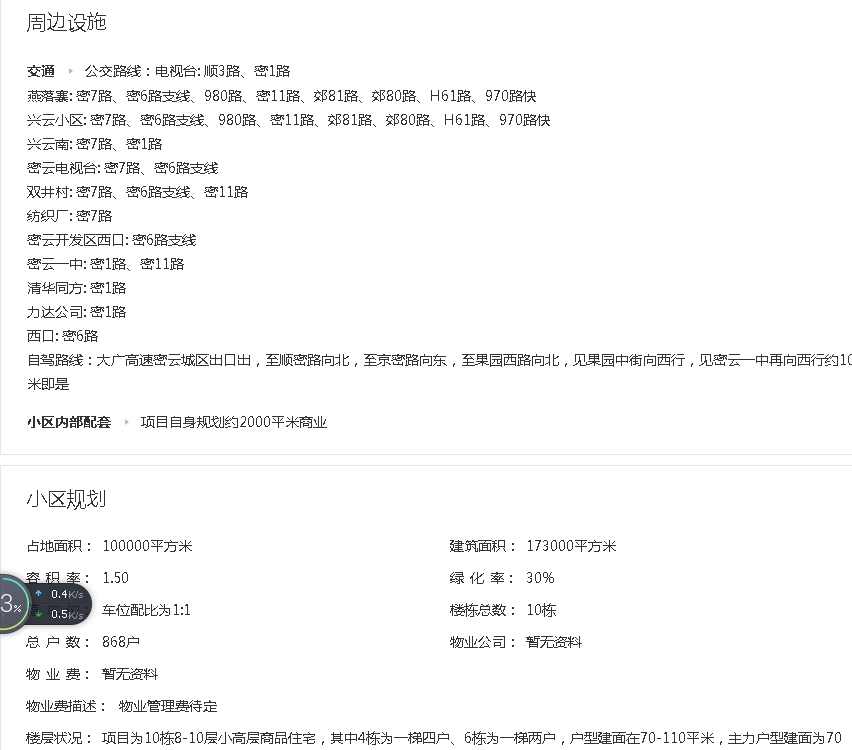 周边设施
交通 公交路线：电视台: 顺3路、密1路
燕落寨: 密7路、密6路支线、980路、密11路、郊81路、郊80路、H61路、970路快
兴云小区: 密7路、密6路支线、980路、密11路、郊81路、郊80路、H61路、970路快
兴云南: 密7路、密1路
密云电视台: 密7路、密6路支线
双井村: 密7路、密6路支线、密11路
纺织厂: 密7路
密云开发区西口: 密6路支线
密云一中: 密1路、密11路
清华同方: 密1路
力达公司: 密1路
西口: 密6路
自驾路线：大广高速密云城区出口出，至顺密路向北，至京密路向东，至果园西路向北，见果园中街向西行，见密云一中再向西行约10
米即是
小区内部配套 项目自身规划约2000平米商业
小区规划
占地面积： 100000平方米 建筑面积： 173000平方米
容 积 率： 1.50 绿 化 率： 30%
车位配比为1:1 楼栋总数： 10栋
3% 0.4K/s
0.5K/s
总 户 数： 868户 物业公司： 暂无资料
物 业 费： 暂无资料
物业费描述： 物业管理费待定
楼层状况： 项目为10栋8-10层小高层商品住宅，其中4栋为一梯四户、6栋为一梯两户，户型建面在70-110平米，主力户型建面为70